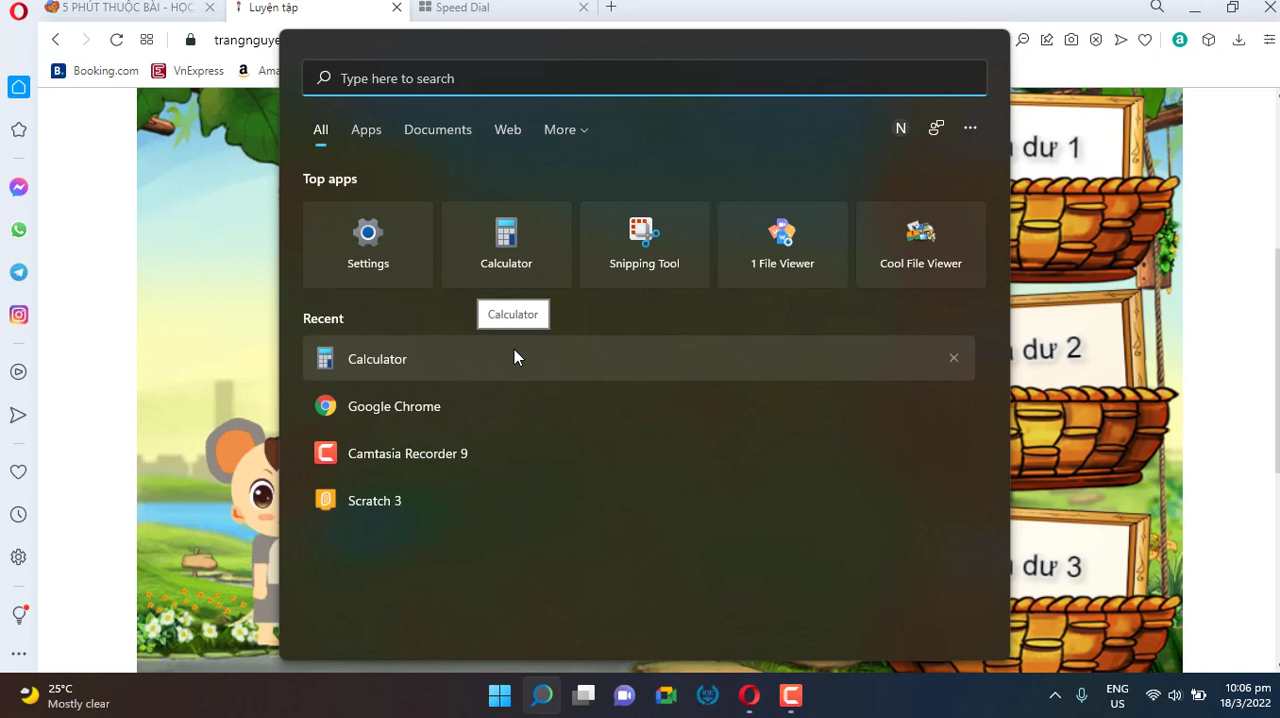 5 PHÚT THUỘC BÀI - HỌC
Luyện tập
Speed Dial
trangnguye
Booking.com
VnExpress
Ama
Type here to search
All
Apps
Documents
Web
More
N
Top apps
Settings
Calculator
Snipping Tool
1 File Viewer
Cool File Viewer
Calculator
Recent
Calculator
Google Chrome
Camtasia Recorder 9
Scratch 3
dư 1
dư 2
dư 3
25°C
Mostly clear
ENG
US
10:06 pm
18/3/2022